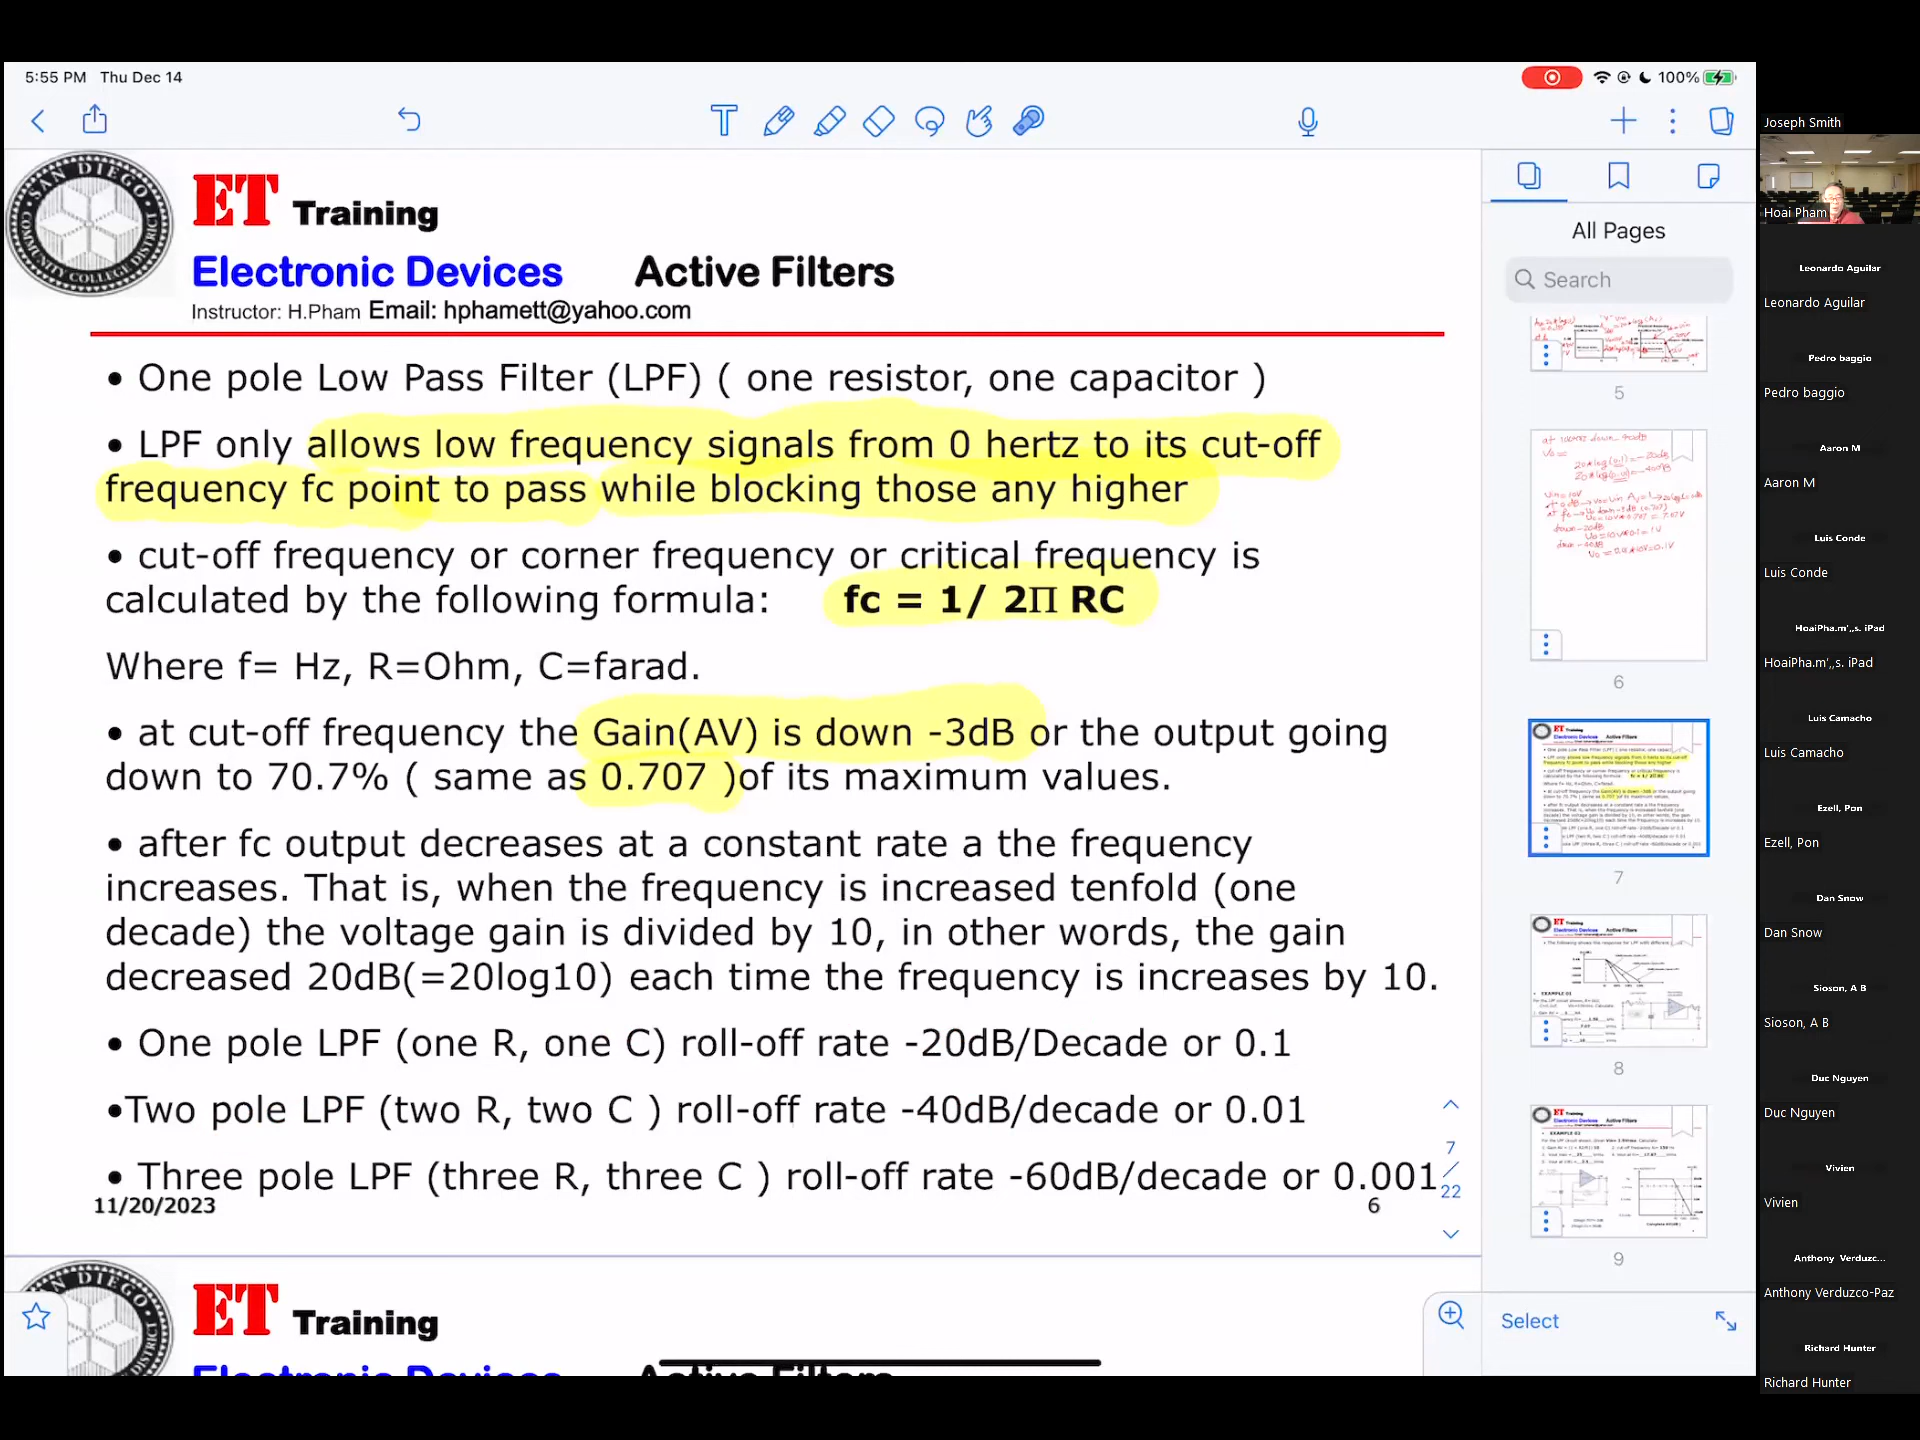 5:55 PM Thu Dec 14
100%
SAN DIEGO
COMMUNITY COLLEGE DISTRICT
ET Training
Electronic Devices Active Filters
Instructor: H.Pham Email: hphamett@yahoo.com
• One pole Low Pass Filter (LPF) ( one resistor, one capacitor )
• LPF only allows low frequency signals from 0 hertz to its cut-off
frequency fc point to pass while blocking those any higher
• cut-off frequency or corner frequency or critical frequency is
calculated by the following formula: fc = 1/ 2Π RC
Where f= Hz, R=Ohm, C=farad.
• at cut-off frequency the Gain(AV) is down -3dB or the output going
down to 70.7% ( same as 0.707 )of its maximum values.
• after fc output decreases at a constant rate a the frequency
increases. That is, when the frequency is increased tenfold (one
decade) the voltage gain is divided by 10, in other words, the gain
decreased 20dB(=20log10) each time the frequency is increases by 10.
• One pole LPF (one R, one C) roll-off rate -20dB/Decade or 0.1
•Two pole LPF (two R, two C ) roll-off rate -40dB/decade or 0.01
• Three pole LPF (three R, three C ) roll-off rate -60dB/decade or 0.001
11/20/2023
6
7
22
ET Training
Electronic Devices Active Filters
All Pages
Search
5
6
7
8
9
Select
Joseph Smith
Hoai Pham
Leonardo Aguilar
Leonardo Aguilar
Pedro baggio
Pedro baggio
Aaron M
Aaron M
Luis Conde
Luis Conde
HoaiPha.m',,s. iPad
HoaiPha.m',,s. iPad
Luis Camacho
Luis Camacho
Ezell, Pon
Ezell, Pon
Dan Snow
Dan Snow
Sioson, A B
Sioson, A B
Duc Nguyen
Duc Nguyen
Vivien
Vivien
Anthony Verduzc...
Anthony Verduzco-Paz
Richard Hunter
Richard Hunter